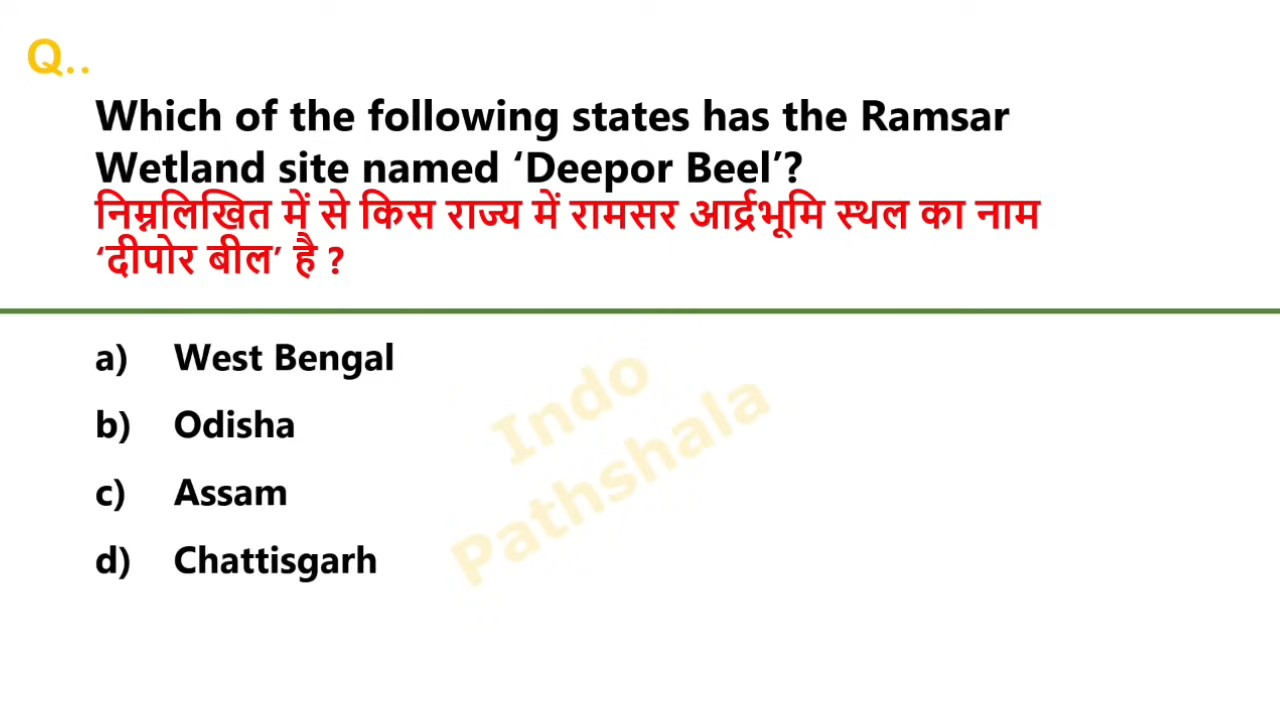 Q..
Which of the following states has the Ramsar
Wetland site named ‘Deepor Beel’?
निम्नलिखित में से किस राज्य में रामसर आर्द्रभूमि स्थल का नाम
‘दीपोर बील’ है ?
a) West Bengal
b) Odisha
c) Assam
d) Chattisgarh
Indo
Pathshala